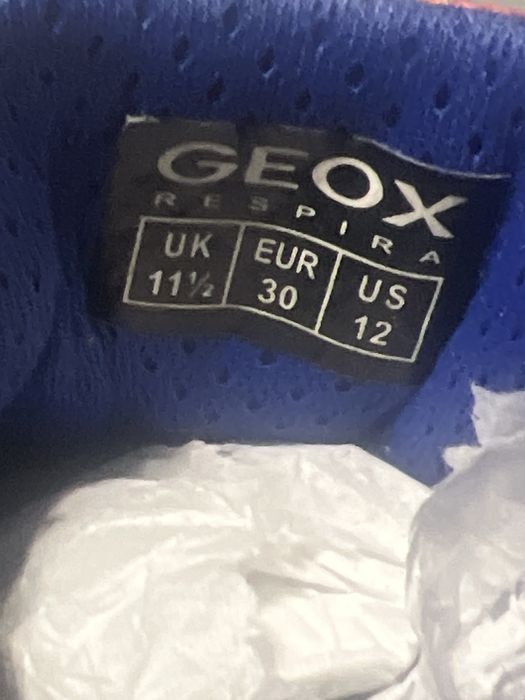 GEOX
RESPIRA
UK EUR US
11½ 30 12